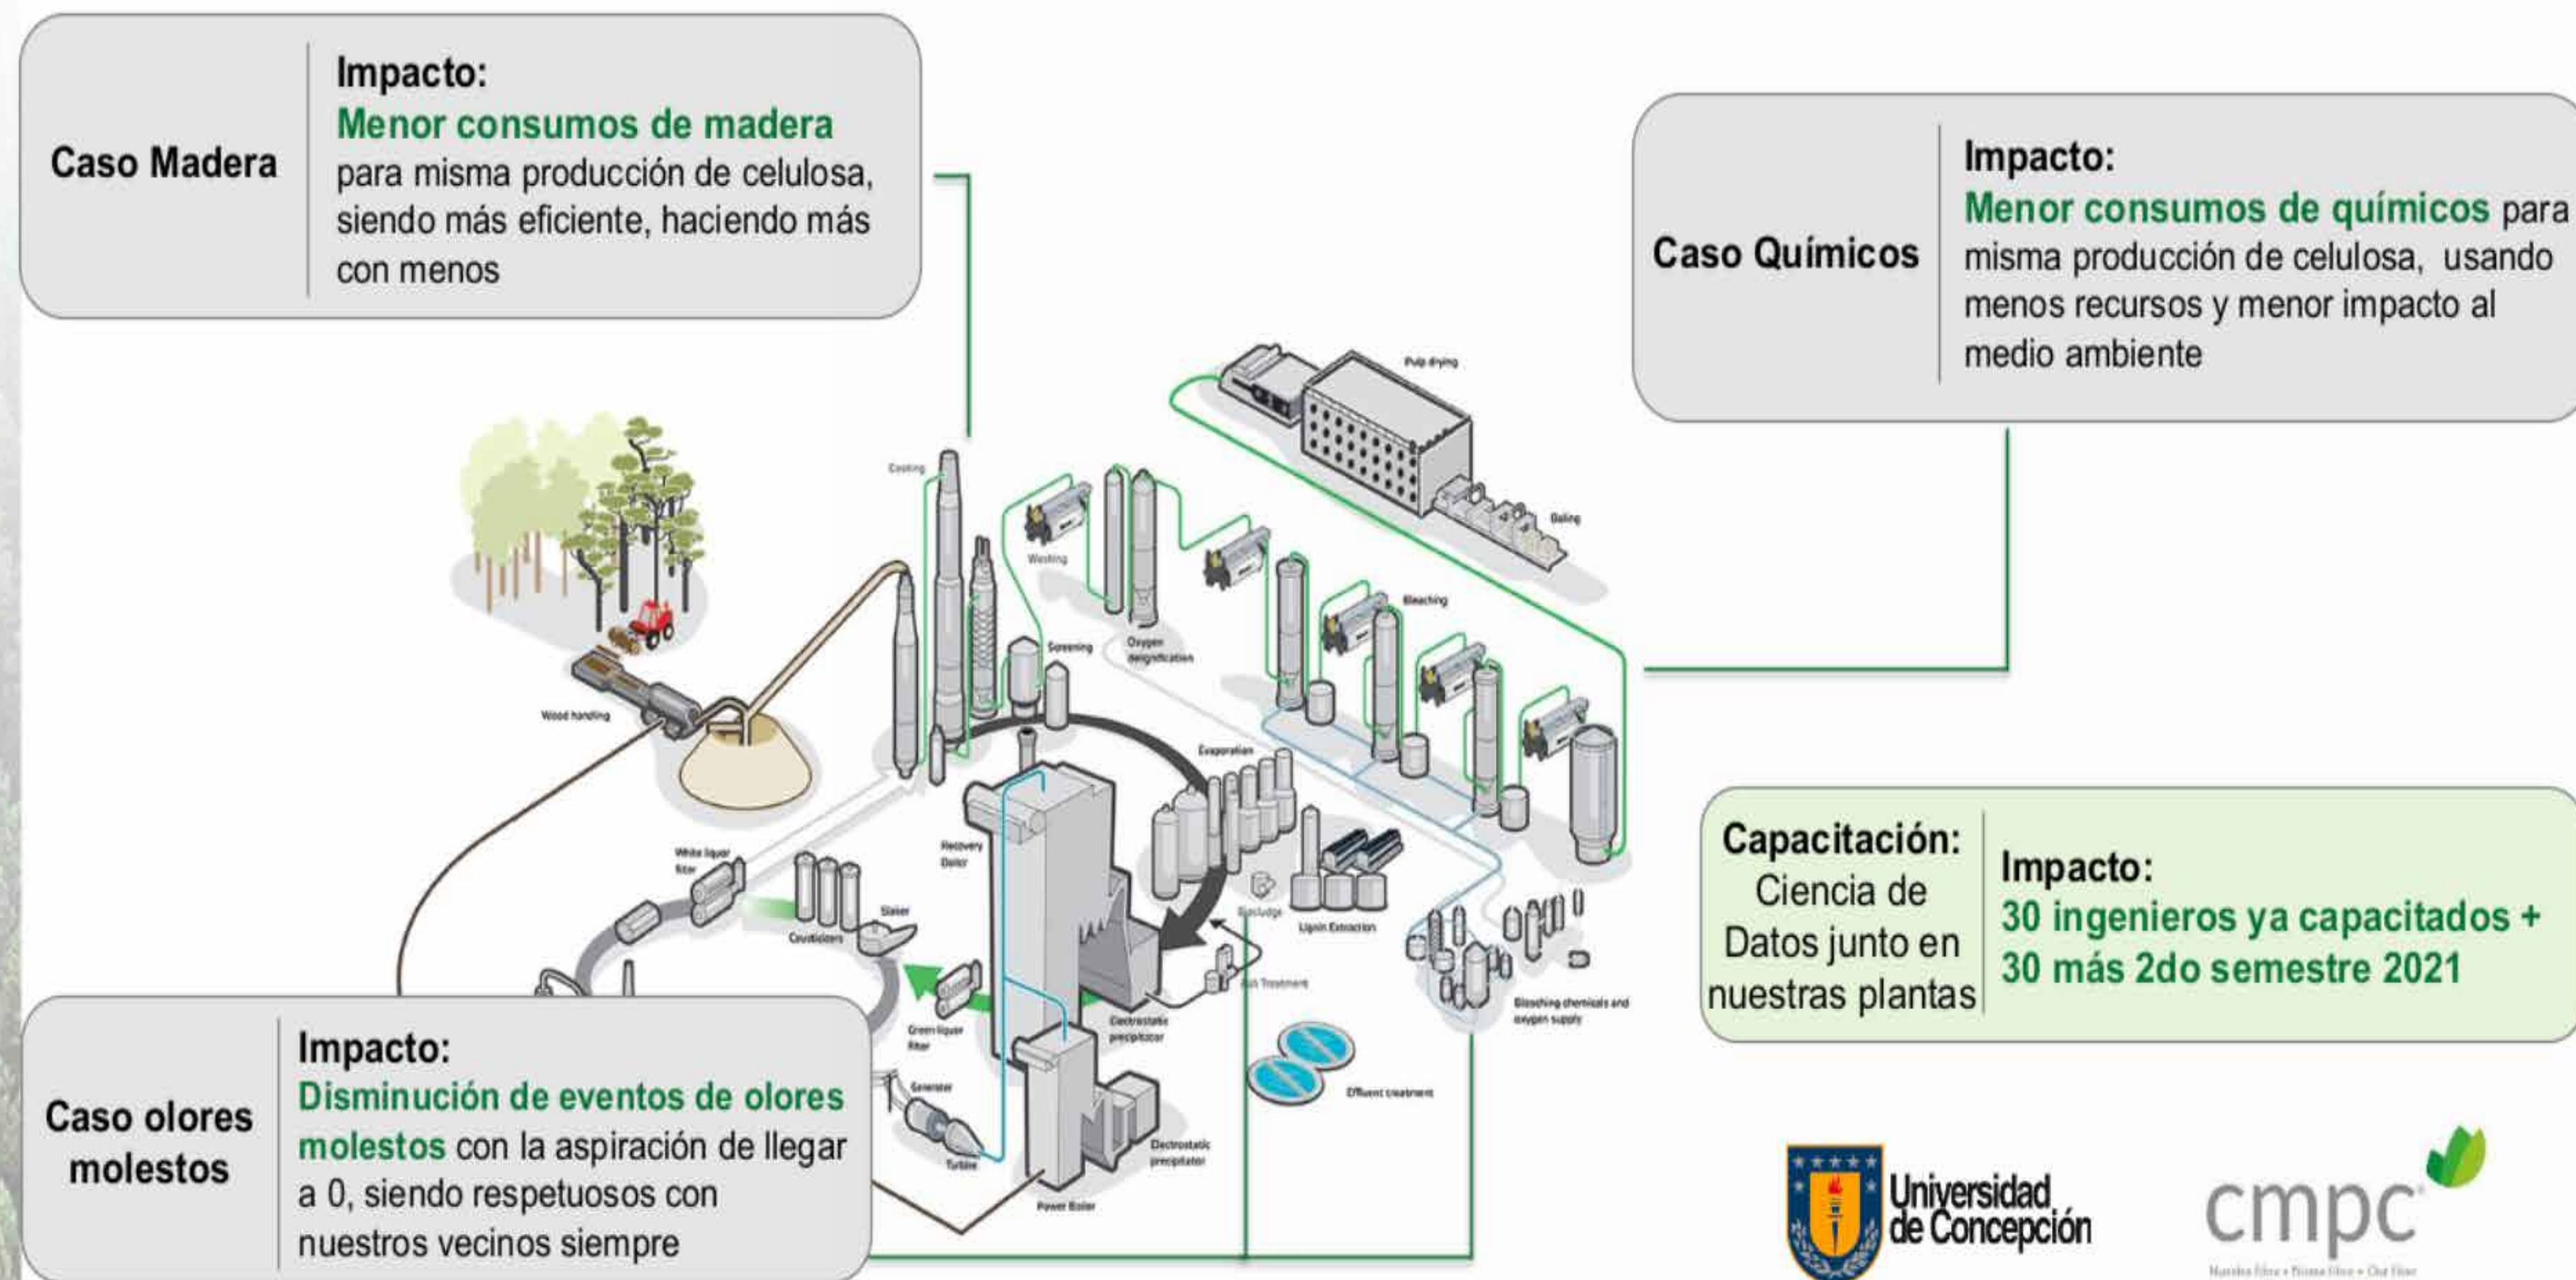 Caso Madera
Impacto:
Menor consumos de madera
para misma producción de celulosa,
siendo más eficiente, haciendo más
con menos
Caso Químicos
Impacto:
Menor consumos de químicos para
misma producción de celulosa, usando
menos recursos y menor impacto al
medio ambiente
Pulp drying
Baling
Cooking
Washing
Bleaching
Screening
Oxygen
delignification
Wood handling
Evaporation
White liquor
filter
Recovery
Boiler
Slaker
Causticizers
Biosludge
Lignin Extraction
Ash Treatment
Green liquor
filter
Electrostatic
precipitator
Bleaching chemicals and
oxygen supply
Effluent treatment
Generator
Turbine
Electrostatic
precipitator
Power Boiler
Capacitación:
Ciencia de
Datos junto en
nuestras plantas
Impacto:
30 ingenieros ya capacitados +
30 más 2do semestre 2021
Caso olores
molestos
Impacto:
Disminución de eventos de olores
molestos con la aspiración de llegar
a 0, siendo respetuosos con
nuestros vecinos siempre
Universidad
de Concepción
cmpc